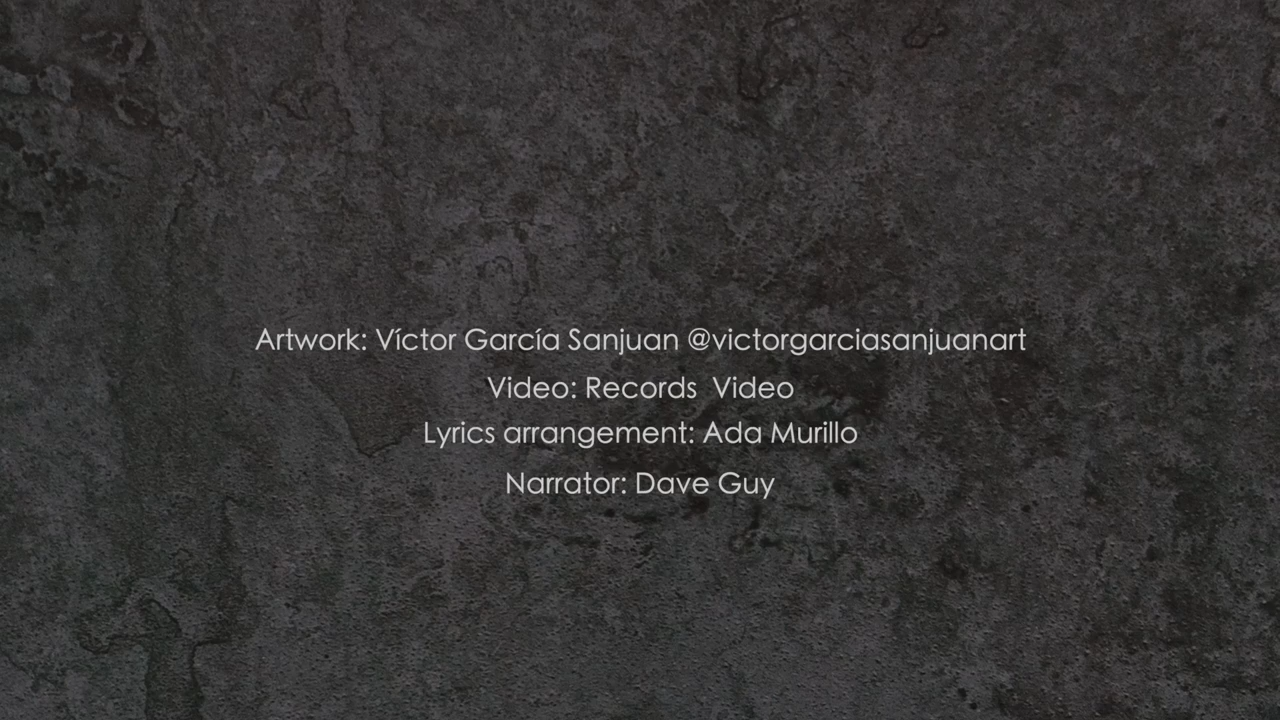 Artwork: Víctor García Sanjuan @victorgarciasanjuanart
Video: Records  Video
Lyrics arrangement: Ada Murillo
Narrator: Dave Guy